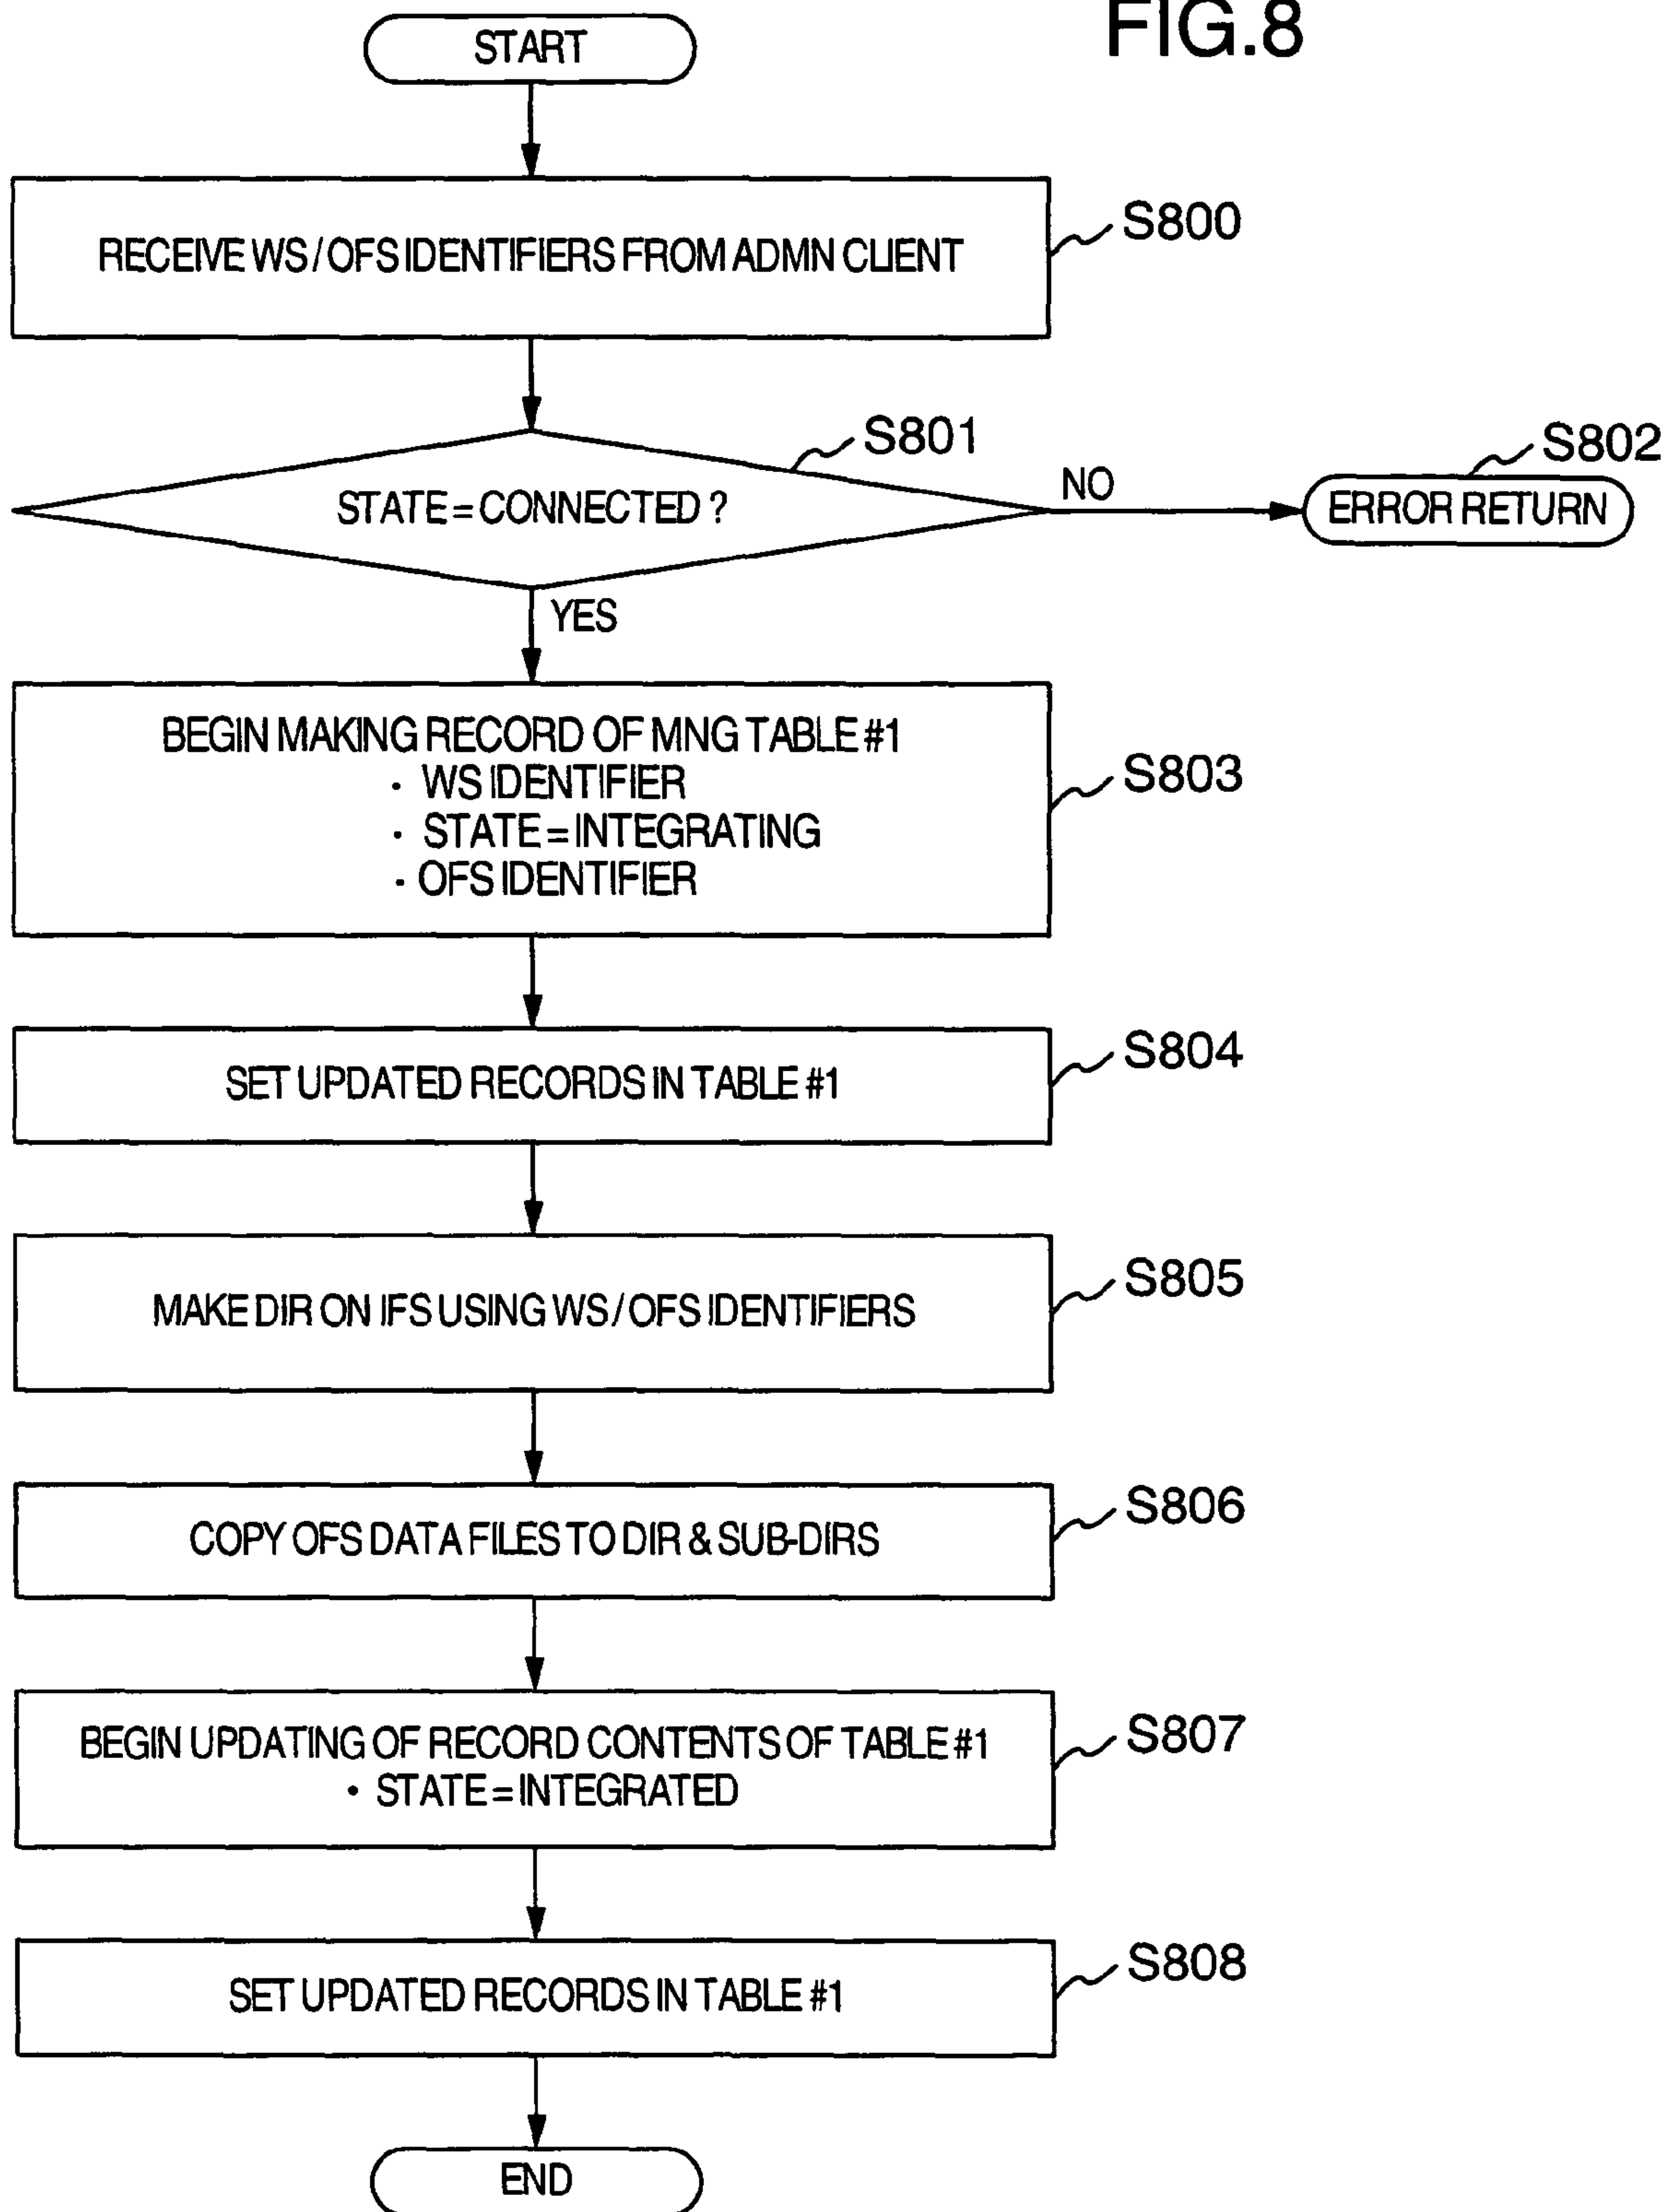 FIG.8
START
RECEIVE WS/OFS IDENTIFIERS FROM ADMN CLIENT
S800
STATE=CONNECTED?
S801
NO
ERROR RETURN
S802
YES
BEGIN MAKING RECORD OF MNG TABLE #1
· WS IDENTIFIER
· STATE=INTEGRATING
· OFS IDENTIFIER
S803
SET UPDATED RECORDS IN TABLE #1
S804
MAKE DIR ON IFS USING WS/OFS IDENTIFIERS
S805
COPY OFS DATA FILES TO DIR & SUB-DIRS
S806
BEGIN UPDATING OF RECORD CONTENTS OF TABLE #1
· STATE=INTEGRATED
S807
SET UPDATED RECORDS IN TABLE #1
S808
END